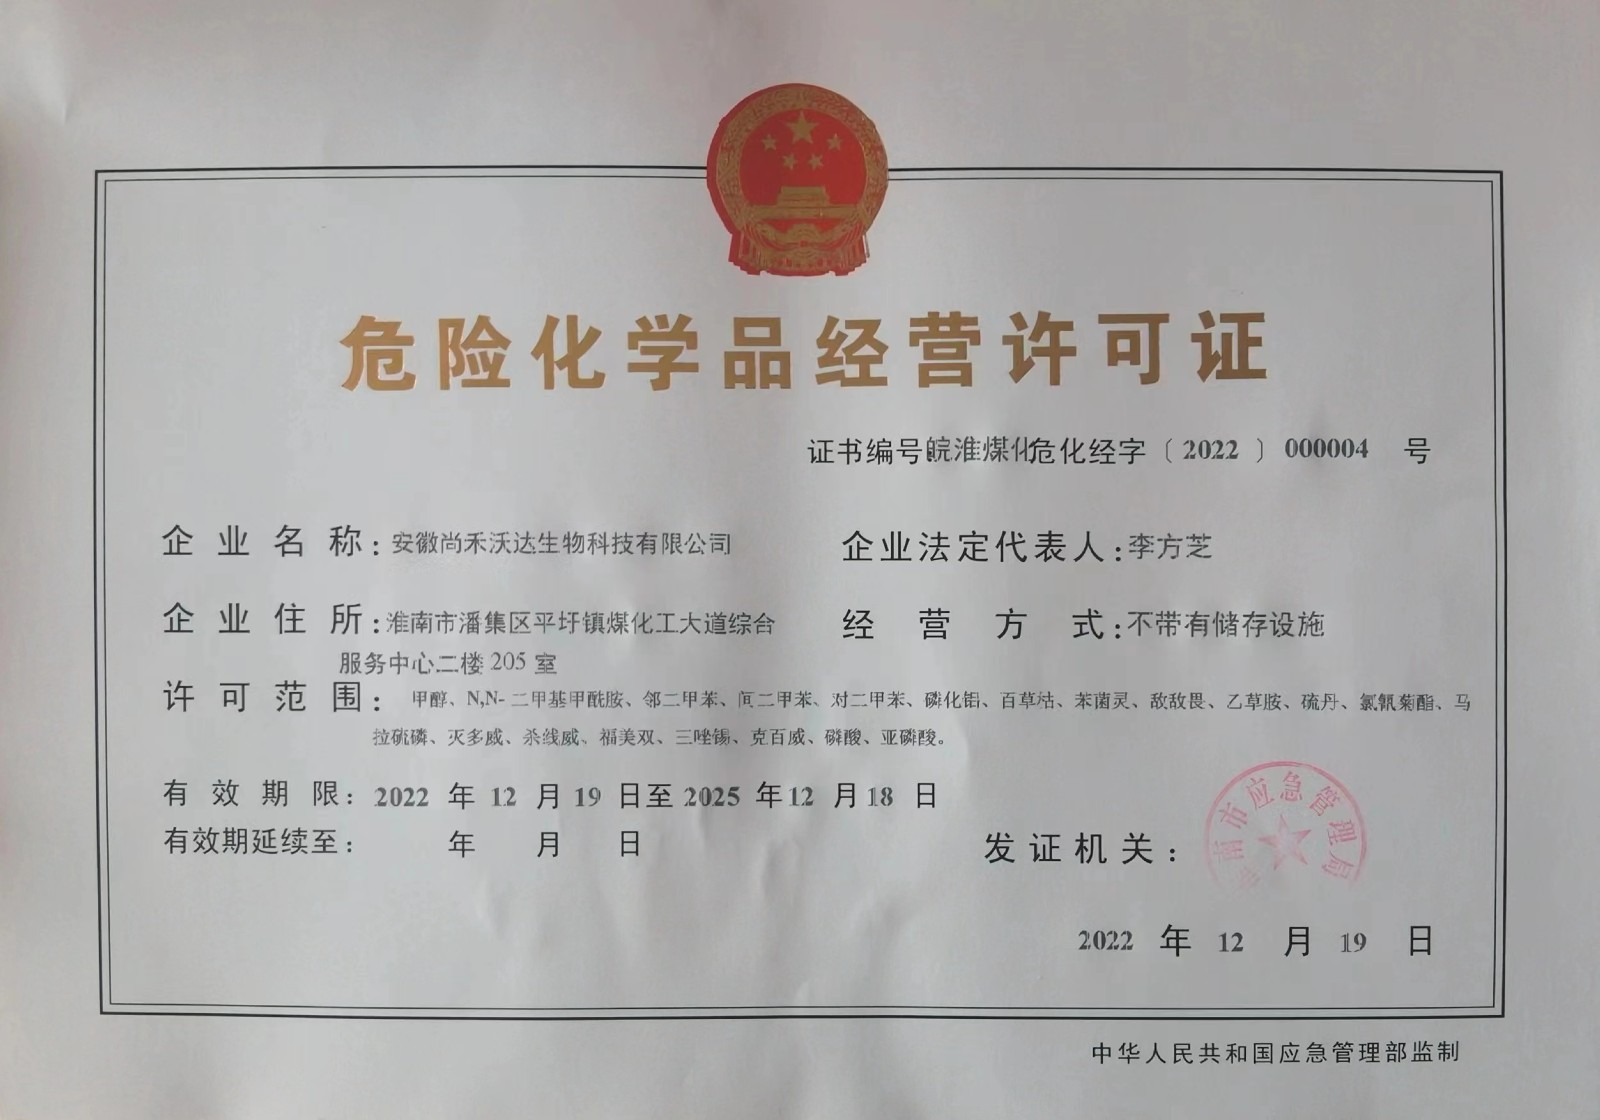 危险化学品经营许可证
证书编号皖淮煤化危化经字〔2022〕000004 号
企业名称：安徽尚禾沃达生物科技有限公司
企业法定代表人：李方芝
企业住所：淮南市潘集区平圩镇煤化工大道综合
服务中心二楼205室
经营方式：不带有储存设施
许可范围：甲醇、N,N-二甲基甲酰胺、邻二甲苯、间二甲苯、对二甲苯、磷化铝、百草枯、苯菌灵、敌敌畏、乙草胺、硫丹、氯氰菊酯、马
拉硫磷、灭多威、杀线威、福美双、三唑锡、克百威、磷酸、亚磷酸。
有效期限：2022 年 12 月 19 日至 2025 年 12 月 18 日
有效期延续至： 年 月 日
发证机关：
淮南市应急管理局
2022 年 12 月 19 日
中华人民共和国应急管理部监制